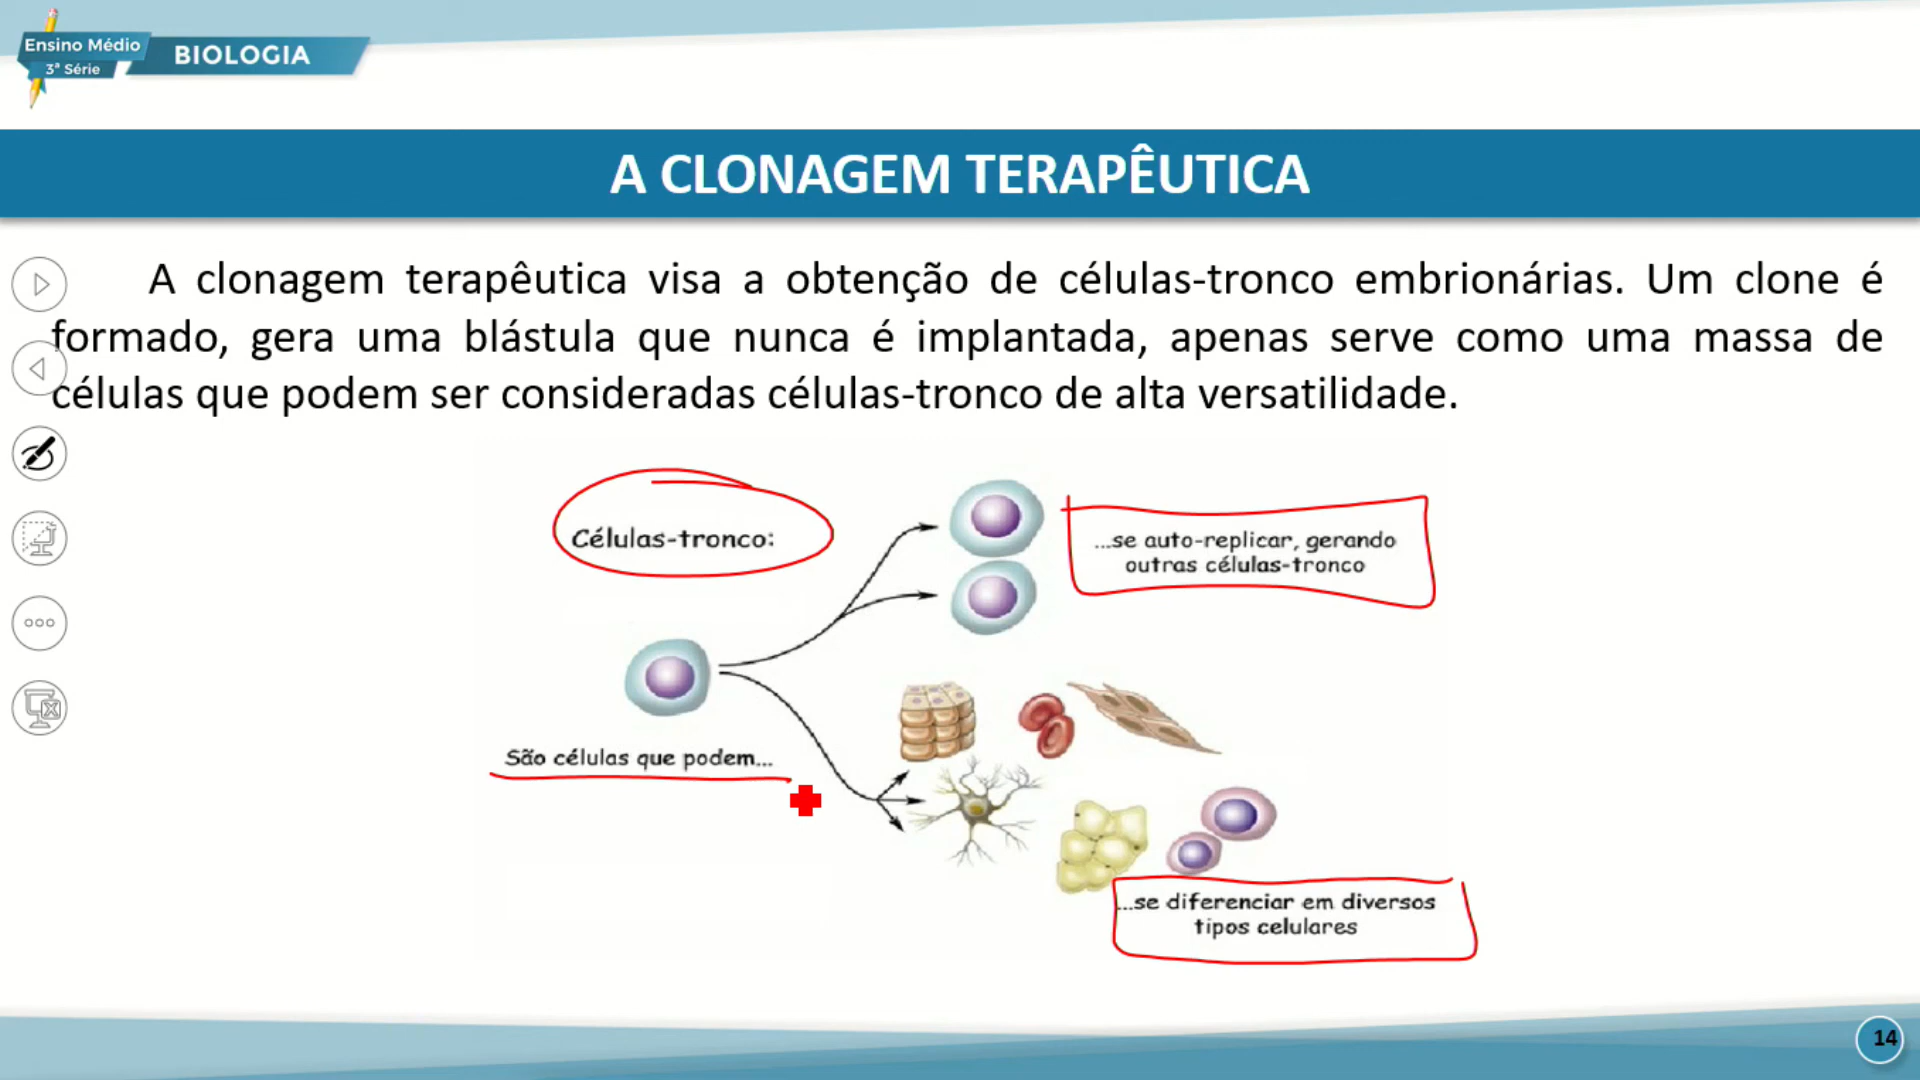 Ensino Médio
3ª Série
BIOLOGIA
A CLONAGEM TERAPÊUTICA
A clonagem terapêutica visa a obtenção de células-tronco embrionárias. Um clone é
formado, gera uma blástula que nunca é implantada, apenas serve como uma massa de
células que podem ser consideradas células-tronco de alta versatilidade.
Células-tronco:
...se auto-replicar, gerando
outras células-tronco
São células que podem...
...se diferenciar em diversos
tipos celulares
14